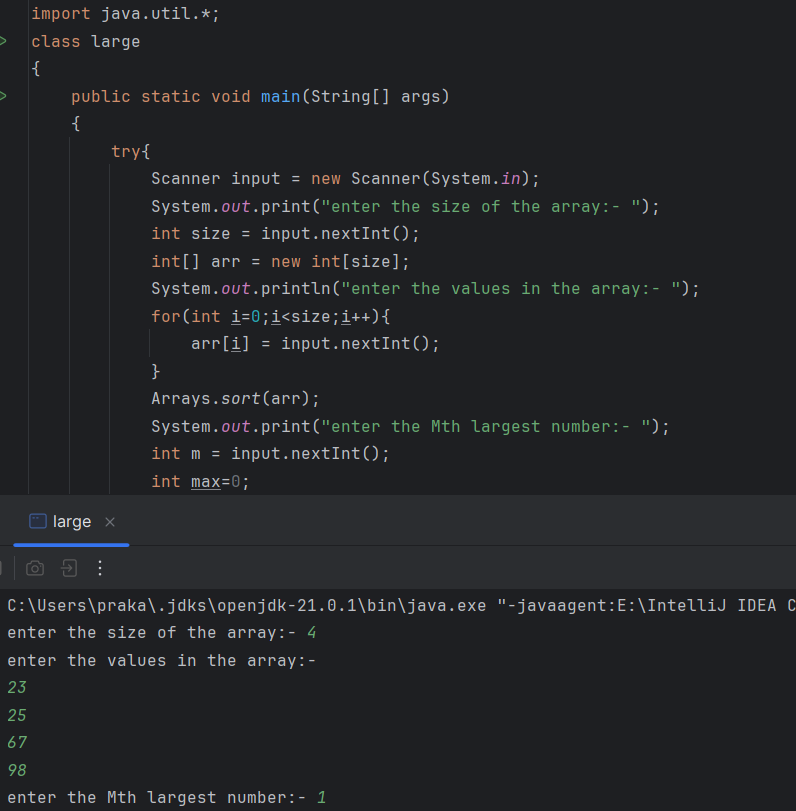 import java.util.*;
class large
{
public static void main(String[] args)
{
try{
Scanner input = new Scanner(System.in);
System.out.print("enter the size of the array:- ");
int size = input.nextInt();
int[] arr = new int[size];
System.out.println("enter the values in the array:- ");
for(int i=0;i<size;i++){
arr[i] = input.nextInt();
}
Arrays.sort(arr);
System.out.print("enter the Mth largest number:- ");
int m = input.nextInt();
int max=0;
large
C:\Users\praka\.jdks\openjdk-21.0.1\bin\java.exe "-javaagent:E:\IntelliJ IDEA C
enter the size of the array:- 4
enter the values in the array:-
23
25
67
98
enter the Mth largest number:- 1